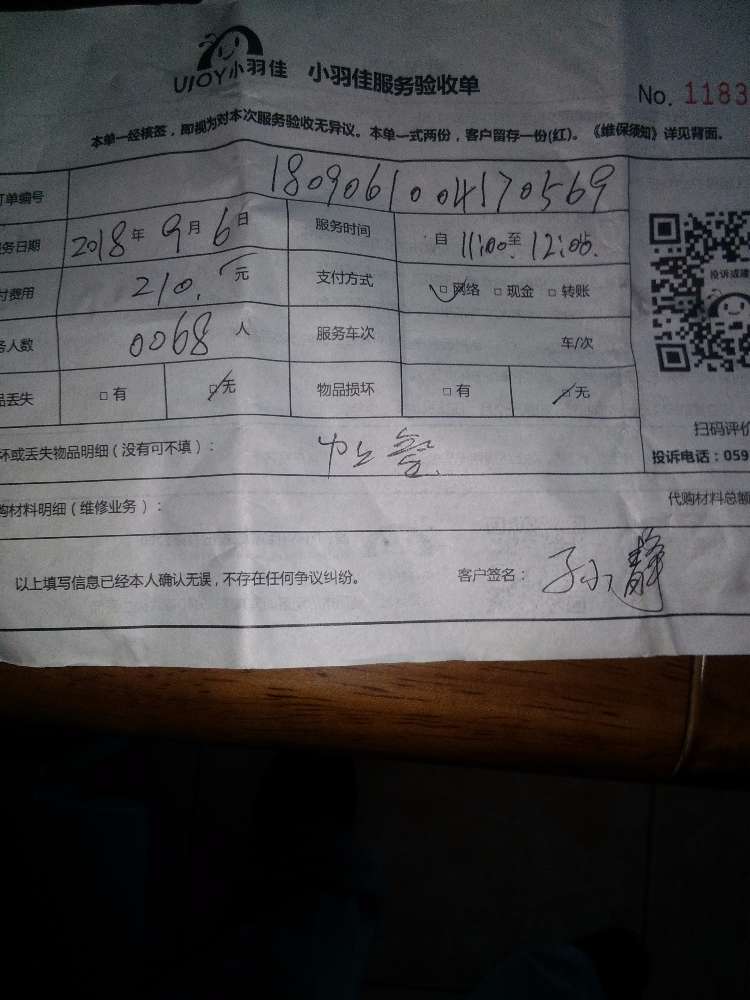 UJOY小羽佳 小羽佳服务验收单
No. 1183
本单一经核签，即视为对本次服务验收无异议。本单一式两份，客户留存一份(红)。《维保须知》详见背面。
订单编号 1809061004170569
务日期 2018年9月6日 服务时间 自 11:00至 12:00
付费用 210.元 支付方式 □网络 □现金 □转账
务人数 0068人 服务车次 车/次
品丢失 □有 □无 物品损坏 □有 □无
投诉或建
扫码评价
坏或丢失物品明细（没有可不填）：
投诉电话：059
购材料明细（维修业务）： 代购材料总额
以上填写信息已经本人确认无误，不存在任何争议纠纷。 客户签名：